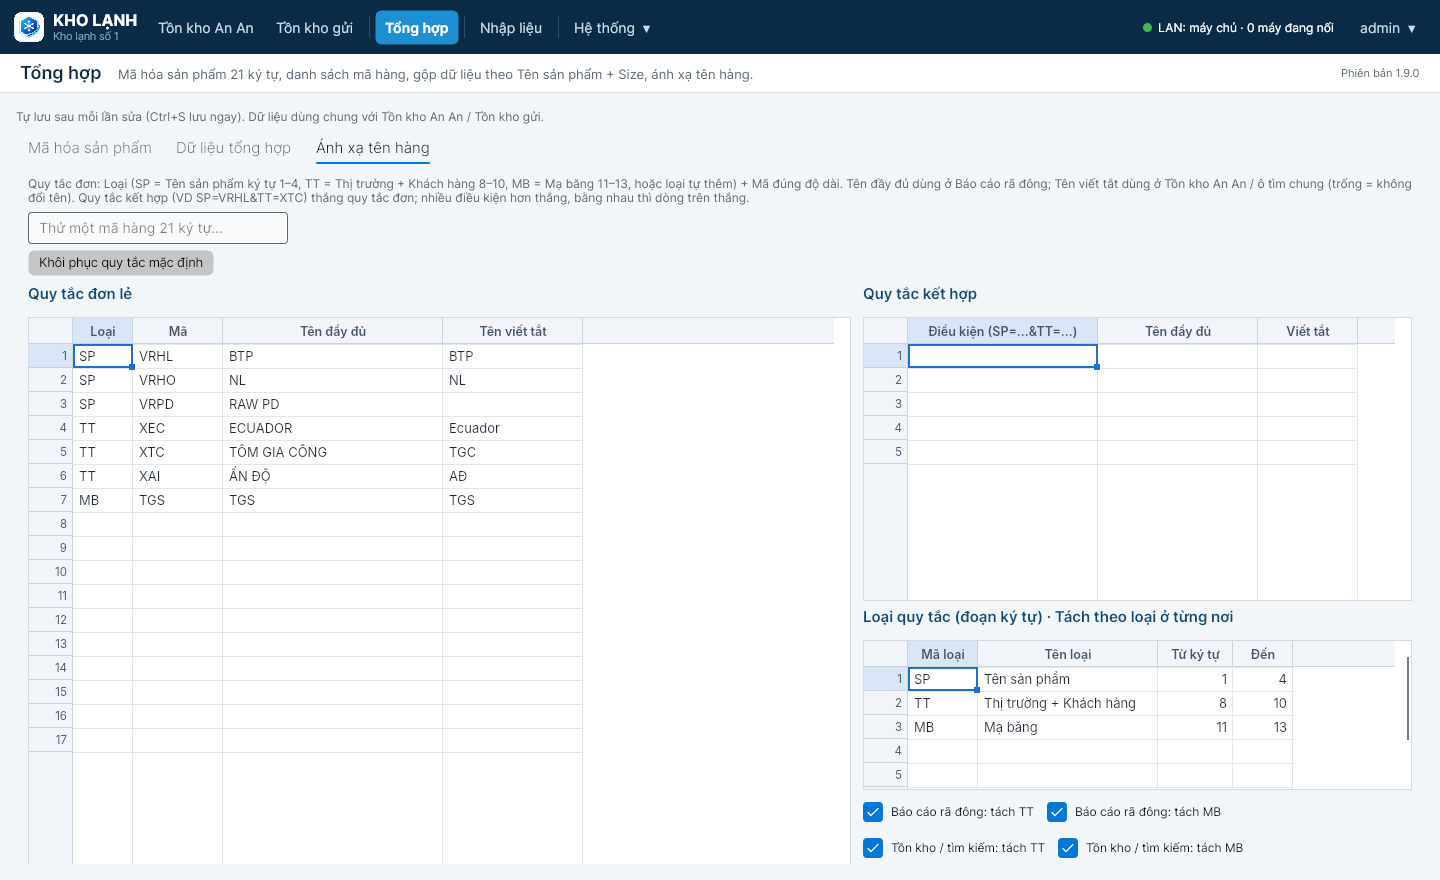 KHO LẠNH
Kho lạnh số 1
Tồn kho An An
Tồn kho gửi
Tổng hợp
Nhập liệu
Hệ thống ▾
LAN: máy chủ · 0 máy đang nối
admin ▾
Tổng hợp
Mã hóa sản phẩm 21 ký tự, danh sách mã hàng, gộp dữ liệu theo Tên sản phẩm + Size, ánh xạ tên hàng.
Phiên bản 1.9.0
Tự lưu sau mỗi lần sửa (Ctrl+S lưu ngay). Dữ liệu dùng chung với Tồn kho An An / Tồn kho gửi.
Mã hóa sản phẩm
Dữ liệu tổng hợp
Ánh xạ tên hàng
Quy tắc đơn: Loại (SP = Tên sản phẩm ký tự 1–4, TT = Thị trường + Khách hàng 8–10, MB = Mạ băng 11–13, hoặc loại tự thêm) + Mã đúng độ dài. Tên đầy đủ dùng ở Báo cáo rã đông; Tên viết tắt dùng ở Tồn kho An An / ô tìm chung (trống = không
đổi tên). Quy tắc kết hợp (VD SP=VRHL&TT=XTC) thắng quy tắc đơn; nhiều điều kiện hơn thắng, bằng nhau thì dòng trên thắng.
Thử một mã hàng 21 ký tự...
Khôi phục quy tắc mặc định
Quy tắc đơn lẻ
Loại Mã Tên đầy đủ Tên viết tắt
1 SP VRHL BTP BTP
2 SP VRHO NL NL
3 SP VRPD RAW PD
4 TT XEC ECUADOR Ecuador
5 TT XTC TÔM GIA CÔNG TGC
6 TT XAI ẤN ĐỘ AĐ
7 MB TGS TGS TGS
8
9
10
11
12
13
14
15
16
17
Quy tắc kết hợp
Điều kiện (SP=...&TT=...) Tên đầy đủ Viết tắt
1
2
3
4
5
Loại quy tắc (đoạn ký tự) · Tách theo loại ở từng nơi
Mã loại Tên loại Từ ký tự Đến
1 SP Tên sản phẩm 1 4
2 TT Thị trường + Khách hàng 8 10
3 MB Mạ băng 11 13
4
5
Báo cáo rã đông: tách TT
Báo cáo rã đông: tách MB
Tồn kho / tìm kiếm: tách TT
Tồn kho / tìm kiếm: tách MB